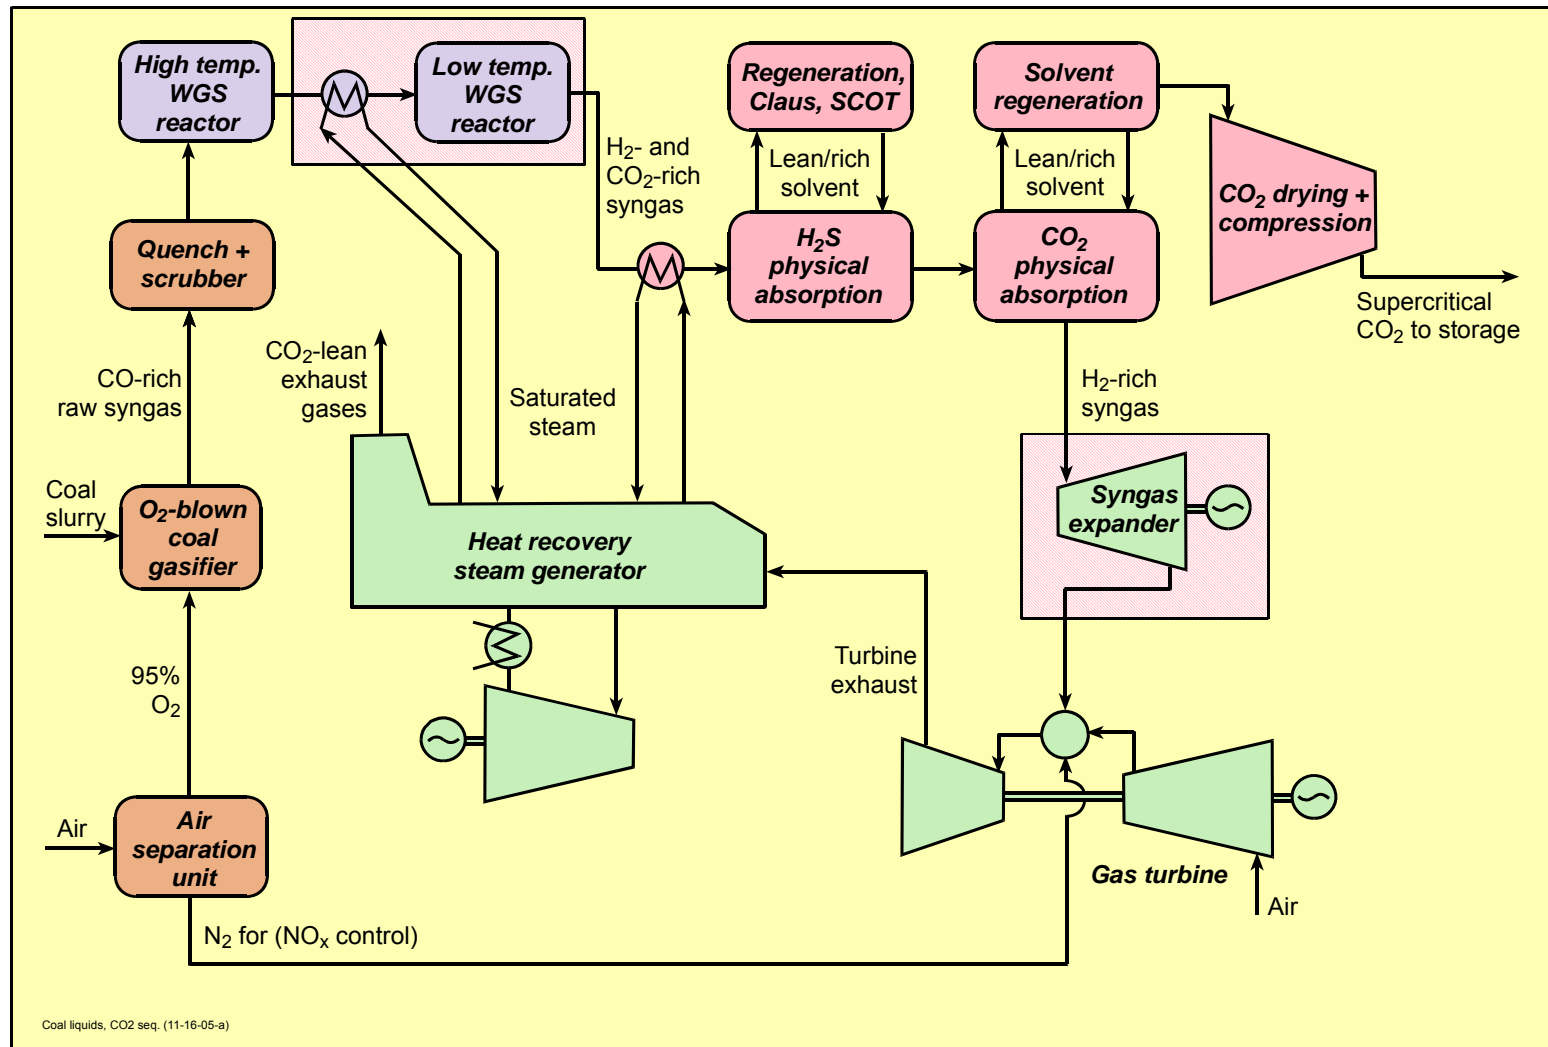 High temp.
WGS
reactor
Low temp.
WGS
reactor
Regeneration,
Claus, SCOT
Solvent
regeneration
H₂- and
CO₂-rich
syngas
Lean/rich
solvent
Lean/rich
solvent
CO₂ drying +
compression
Quench +
scrubber
H₂S
physical
absorption
CO₂
physical
absorption
Supercritical
CO₂ to storage
CO-rich
raw syngas
CO₂-lean
exhaust
gases
Saturated
steam
H₂-rich
syngas
Coal
slurry
O₂-blown
coal
gasifier
Heat recovery
steam generator
Syngas
expander
95%
O₂
Turbine
exhaust
Air
Air
separation
unit
Gas turbine
Air
N₂ for (NOₓ control)
Coal liquids, CO2 seq. (11-16-05-a)